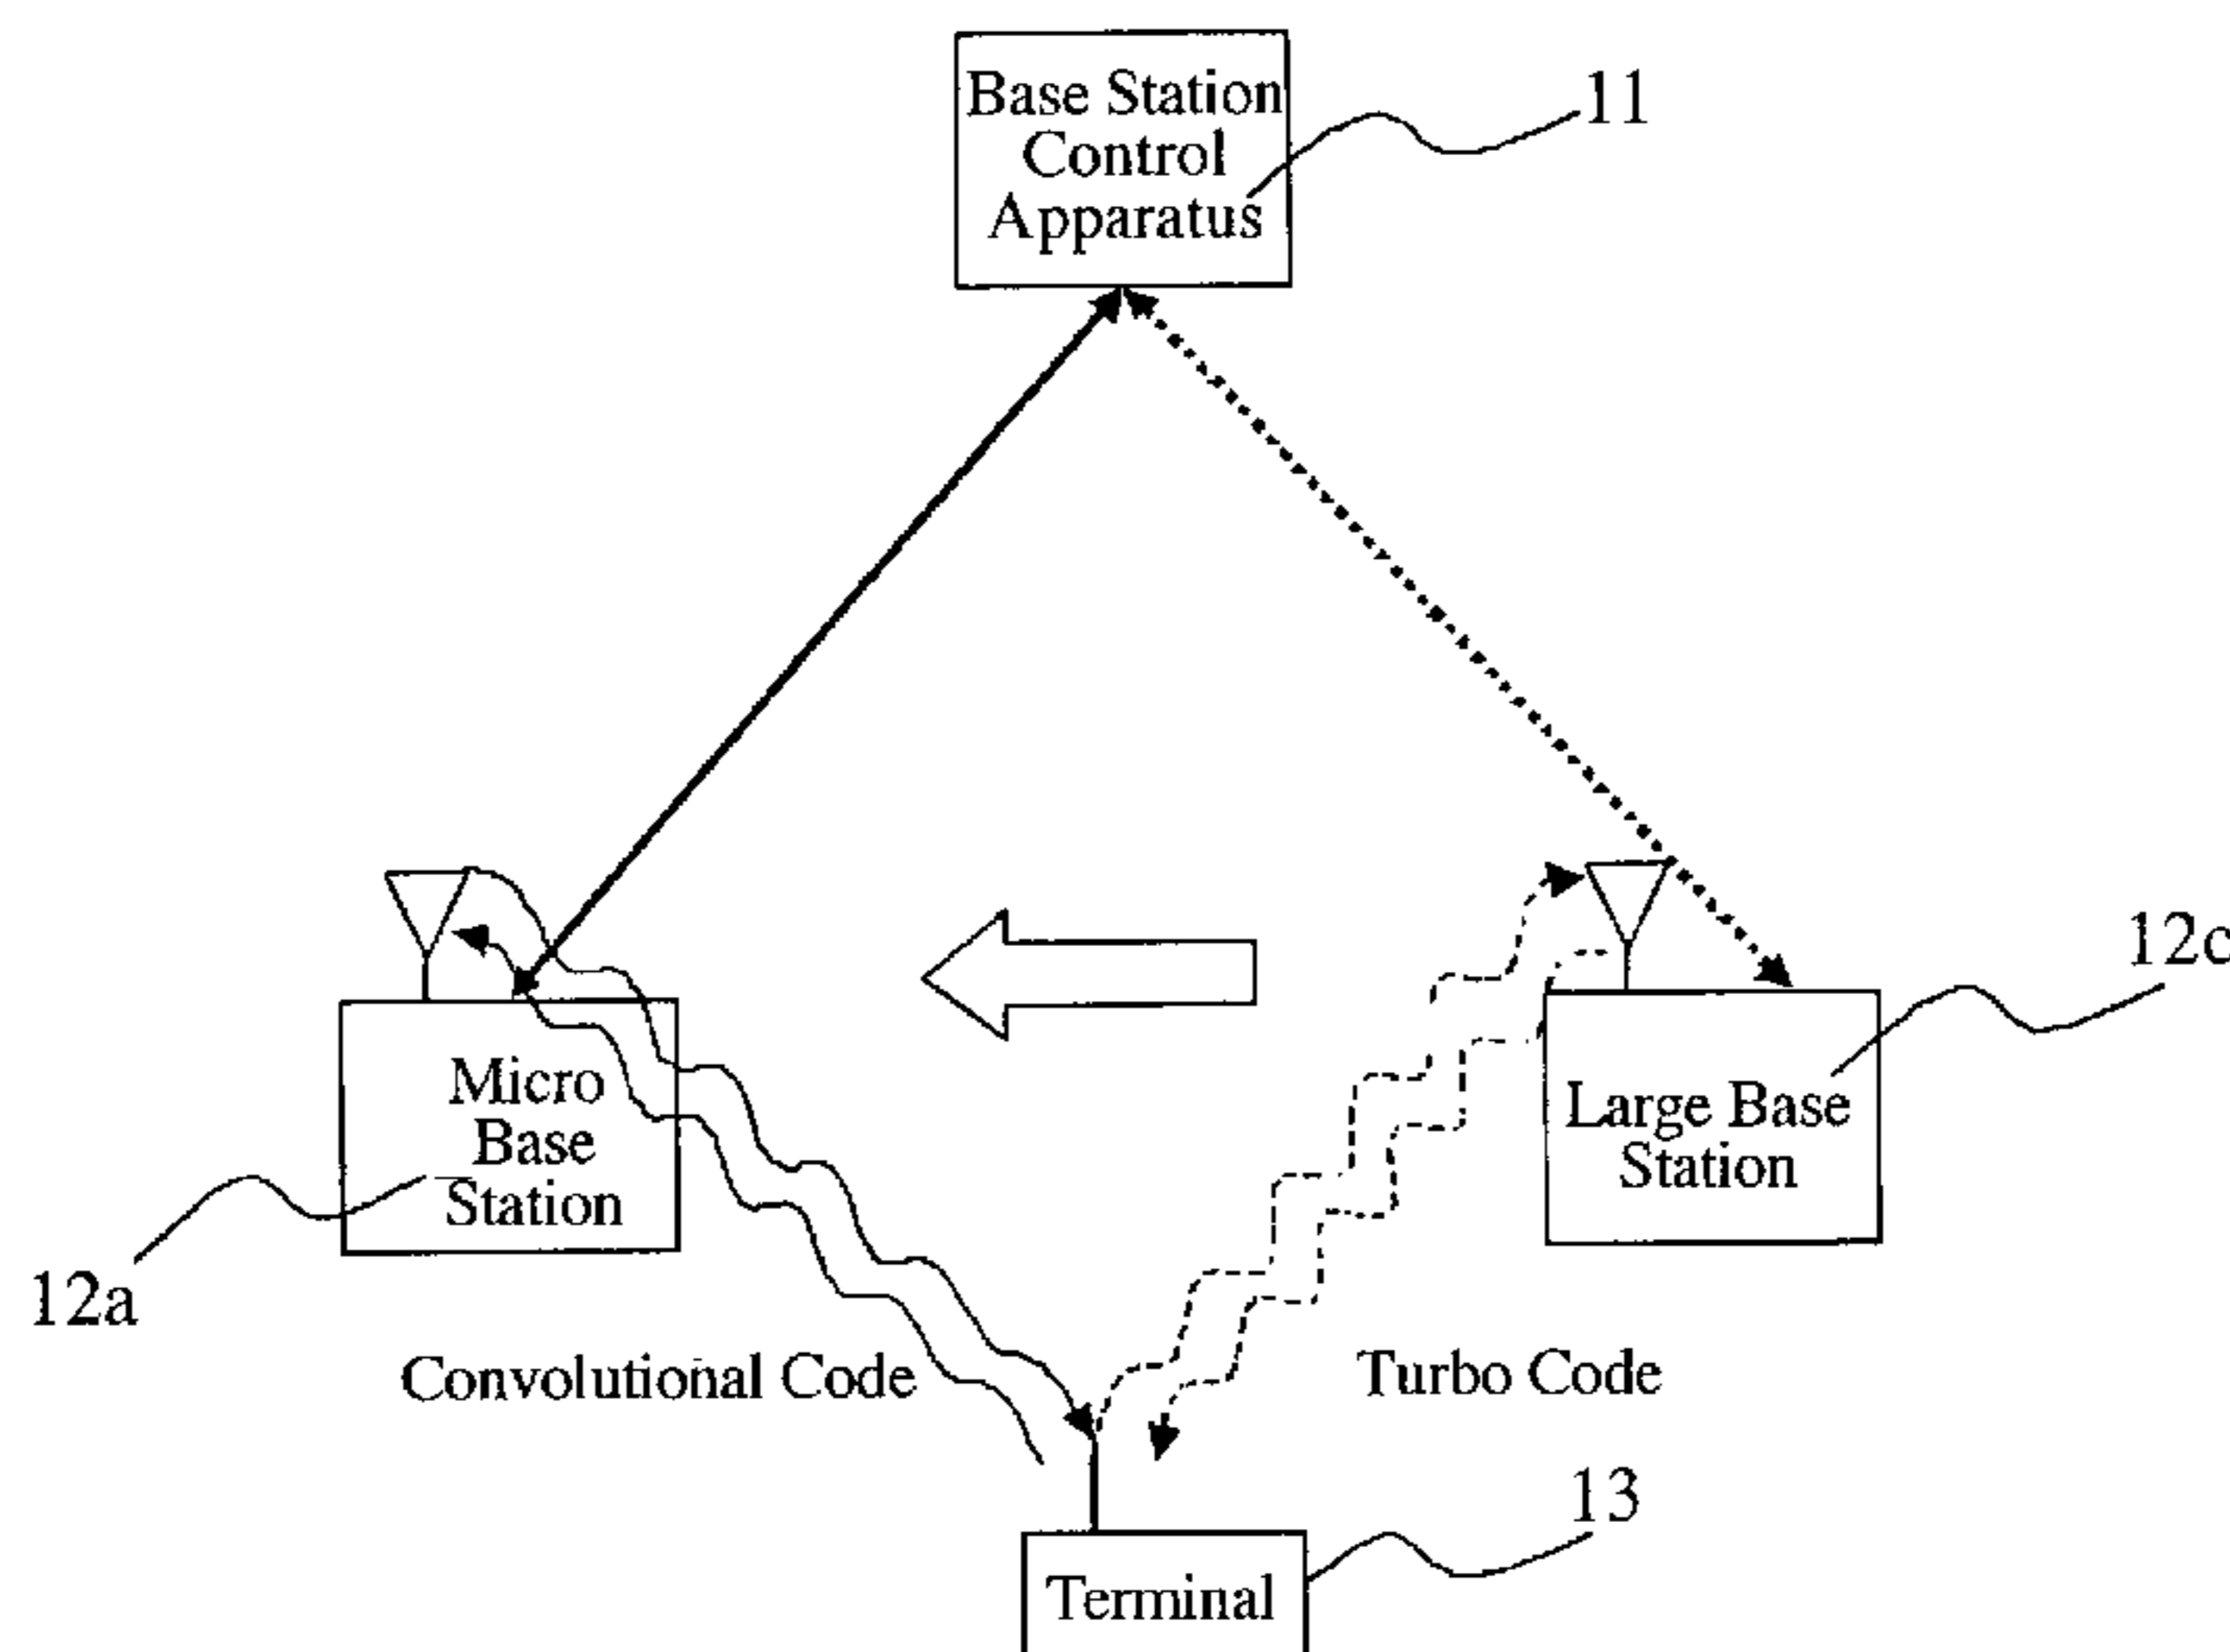 Base Station
Control
Apparatus
11
12c
Micro
Base
Station
Large Base
Station
12a
Convolutional Code
Turbo Code
13
Terminal